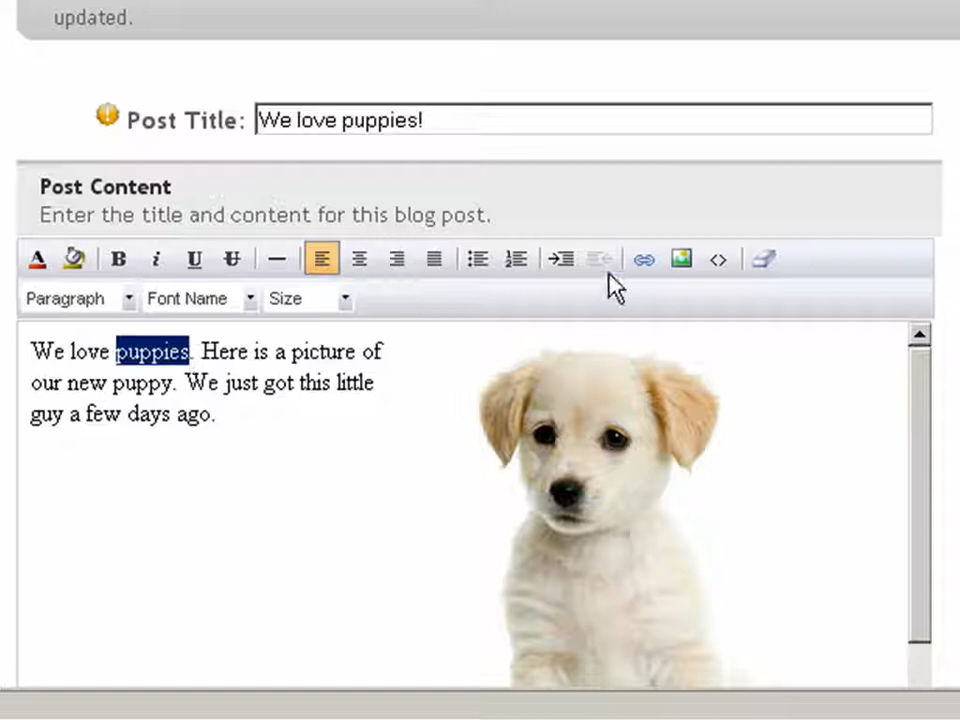 updated.
Post Title: We love puppies!
Post Content
Enter the title and content for this blog post.
A B i U S
Paragraph Font Name Size
We love puppies. Here is a picture of
our new puppy. We just got this little
guy a few days ago.